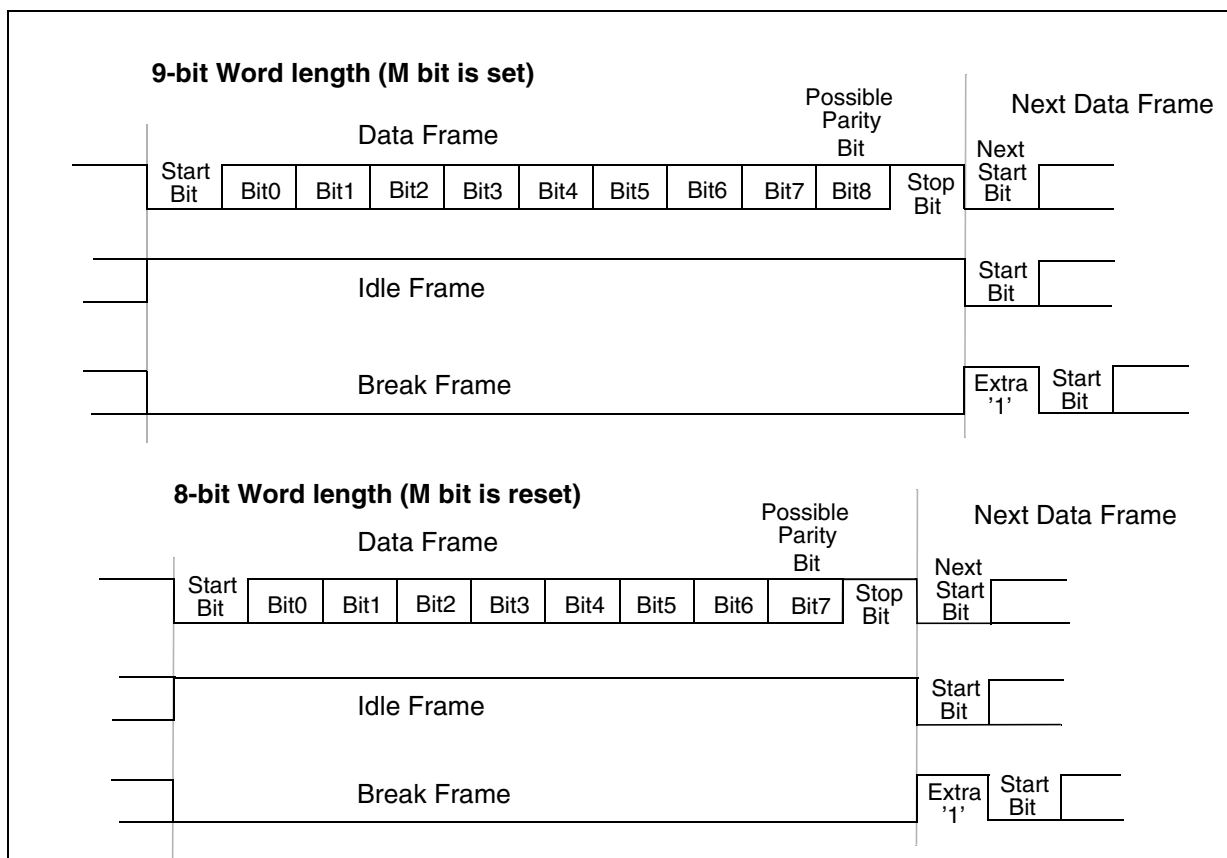 9-bit Word length (M bit is set)
Possible
Parity
Bit
Next Data Frame
Data Frame
Start
Bit
Bit0
Bit1
Bit2
Bit3
Bit4
Bit5
Bit6
Bit7
Bit8
Stop
Bit
Next
Start
Bit
Idle Frame
Start
Bit
Break Frame
Extra
'1'
Start
Bit
8-bit Word length (M bit is reset)
Possible
Parity
Bit
Next Data Frame
Data Frame
Start
Bit
Bit0
Bit1
Bit2
Bit3
Bit4
Bit5
Bit6
Bit7
Stop
Bit
Next
Start
Bit
Idle Frame
Start
Bit
Break Frame
Extra
'1'
Start
Bit